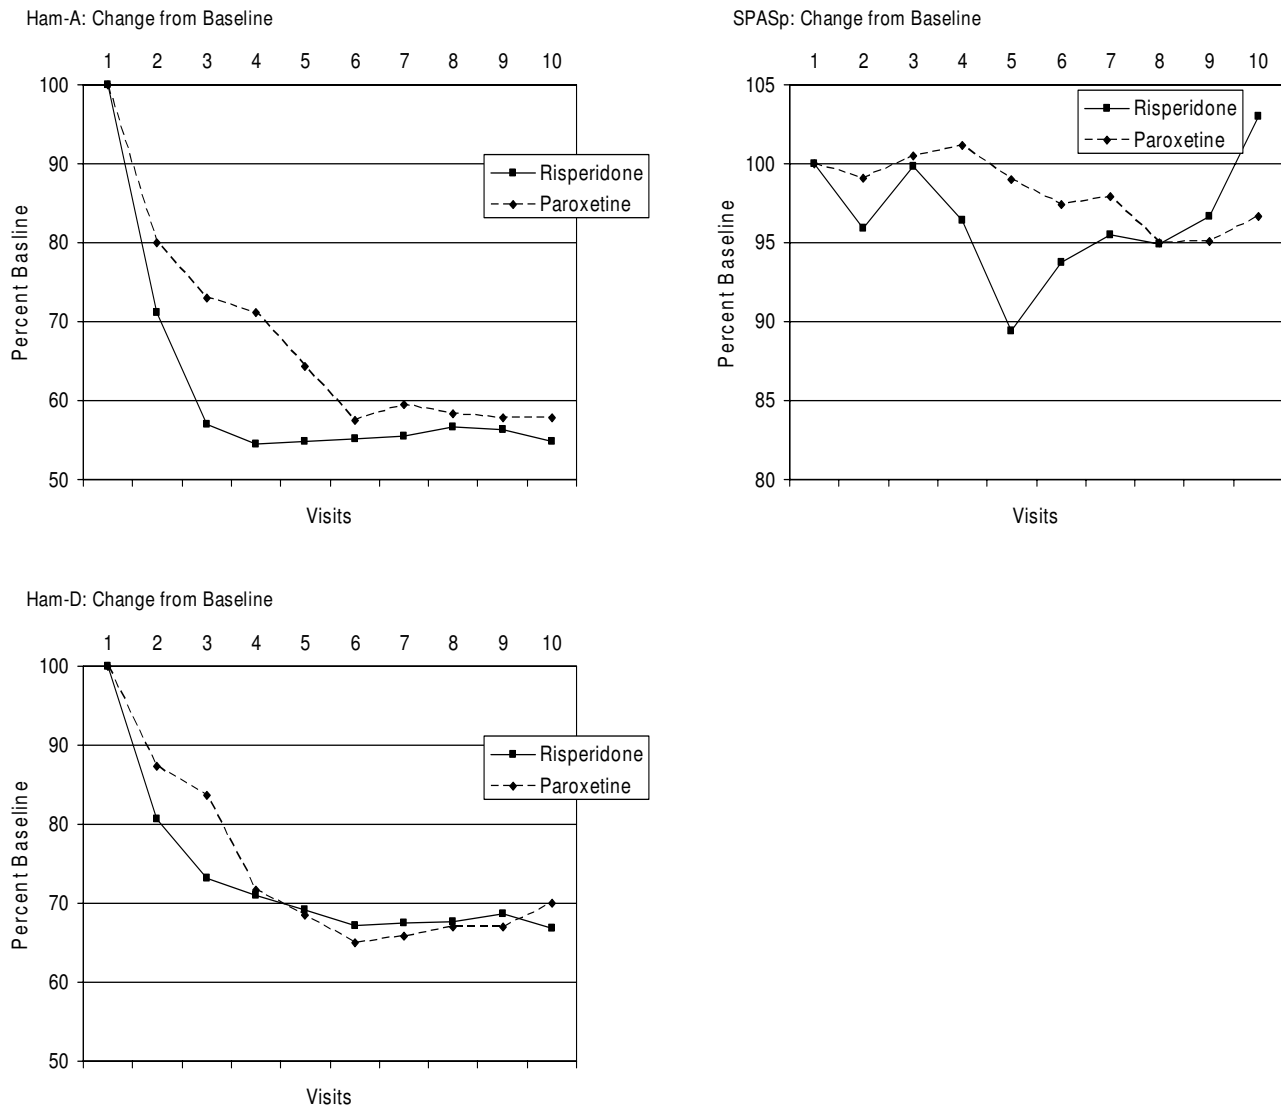 Ham-A: Change from Baseline
1 2 3 4 5 6 7 8 9 10
100
90
80
70
60
50
Percent Basline
Risperidone
Paroxetine
Visits
SPASp: Change from Baseline
1 2 3 4 5 6 7 8 9 10
105
100
95
90
85
80
Percent Baseline
Risperidone
Paroxetine
Visits
Ham-D: Change from Baseline
1 2 3 4 5 6 7 8 9 10
100
90
80
70
60
50
Percent Baseline
Risperidone
Paroxetine
Visits